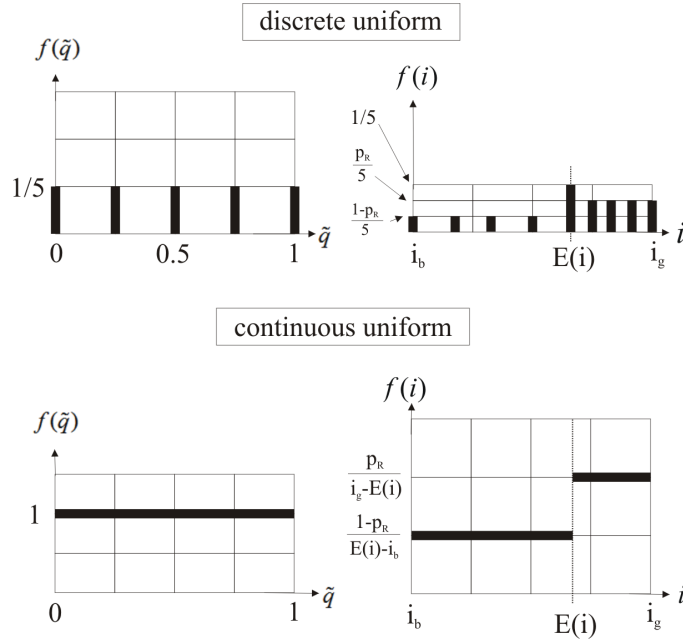 discrete uniform
f(q̃)
1/5
0 0.5 1 q̃
f(i)
1/5
p_R/5
1-p_R/5
i_b E(i) i_g i
continuous uniform
f(q̃)
1
0 1 q̃
f(i)
p_R/i_g-E(i)
1-p_R/E(i)-i_b
i_b E(i) i_g i